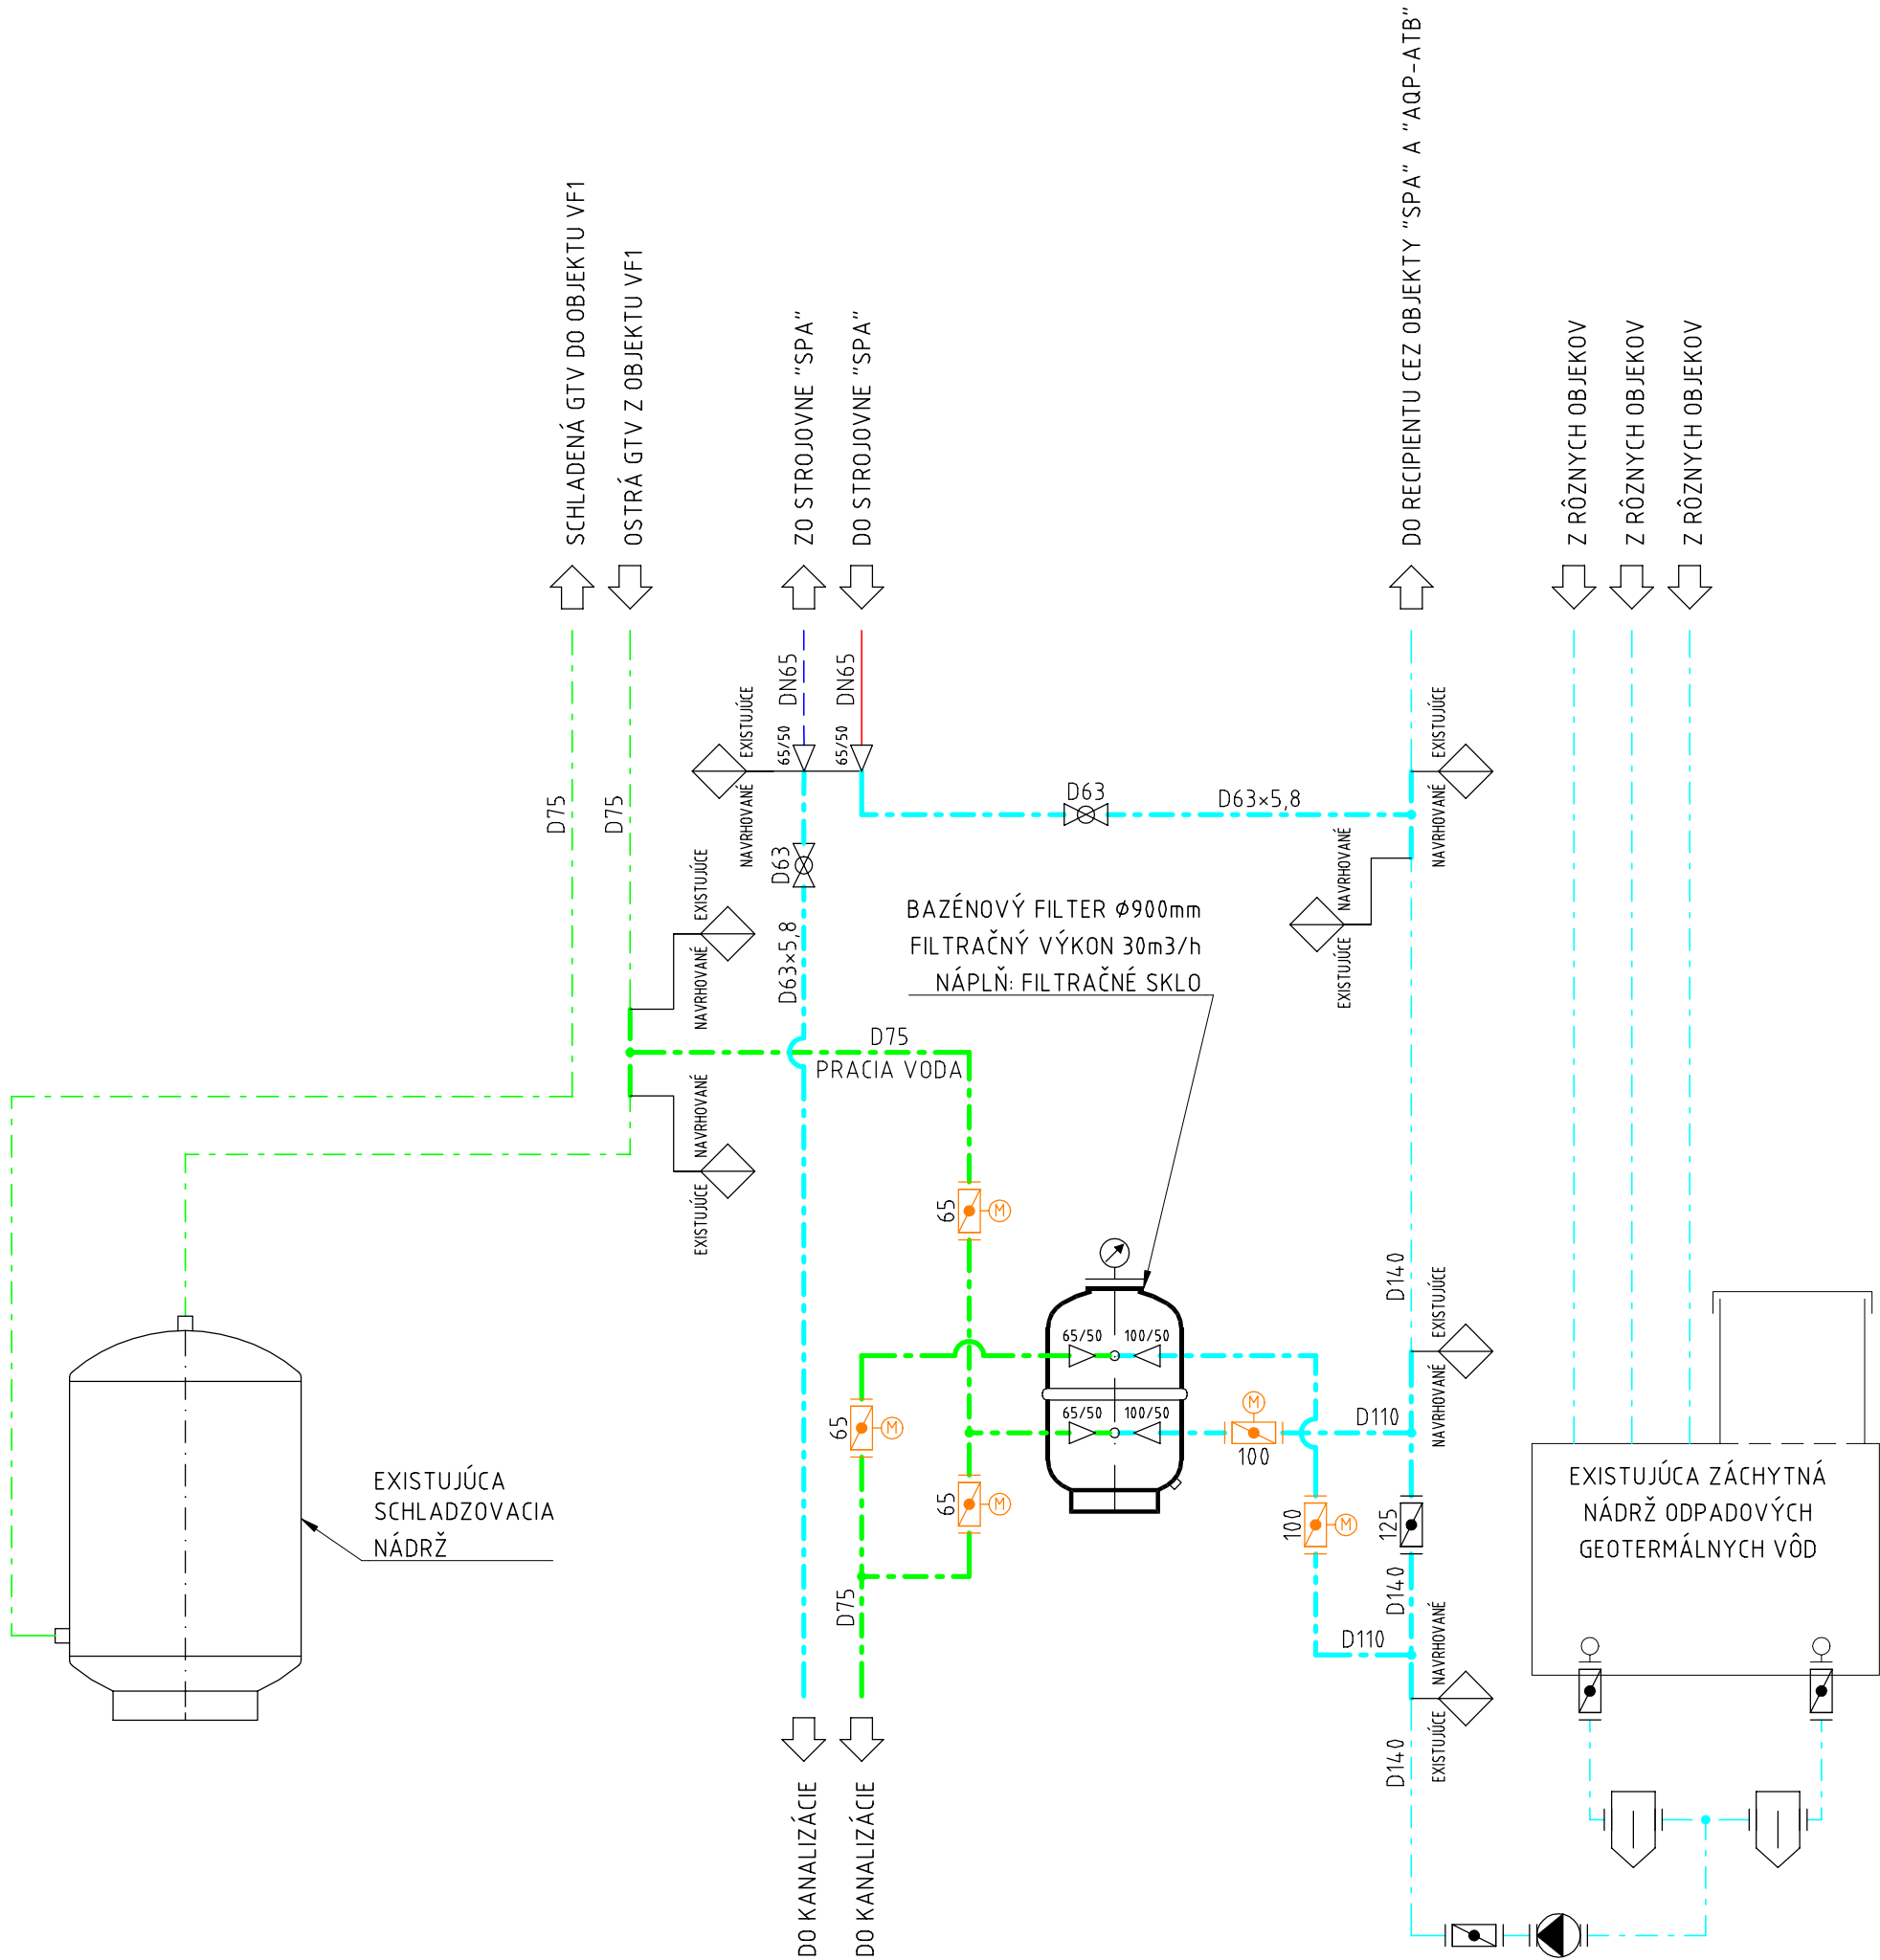 SCHLADENÁ GTV DO OBJEKTU VF1
OSTRÁ GTV Z OBJEKTU VF1
ZO STROJOVNE "SPA"
DO STROJOVNE "SPA"
DO RECIPIENTU CEZ OBJEKTY "SPA" A "AQP-ATB"
Z RÔZNYCH OBJEKOV
Z RÔZNYCH OBJEKOV
Z RÔZNYCH OBJEKOV
DN65
DN65
65/50
65/50
EXISTUJÚCE
NAVRHOVANÉ
EXISTUJÚCE
NAVRHOVANÉ
D75
D75
D63
D63×5,8
D63
D63×5,8
NAVRHOVANÉ
EXISTUJÚCE
EXISTUJÚCE
NAVRHOVANÉ
BAZÉNOVÝ FILTER Ø900mm
FILTRAČNÝ VÝKON 30m3/h
NÁPLŇ: FILTRAČNÉ SKLO
D75
PRACIA VODA
NAVRHOVANÉ
EXISTUJÚCE
65
M
D140
EXISTUJÚCE
NAVRHOVANÉ
65/50
100/50
65/50
100/50
65
M
M
100
D110
65
M
100
M
125
EXISTUJÚCA
SCHLADZOVACIA
NÁDRŽ
EXISTUJÚCA ZÁCHYTNÁ
NÁDRŽ ODPADOVÝCH
GEOTERMÁLNYCH VÔD
D75
D140
D110
NAVRHOVANÉ
EXISTUJÚCE
D140
DO KANALIZÁCIE
DO KANALIZÁCIE